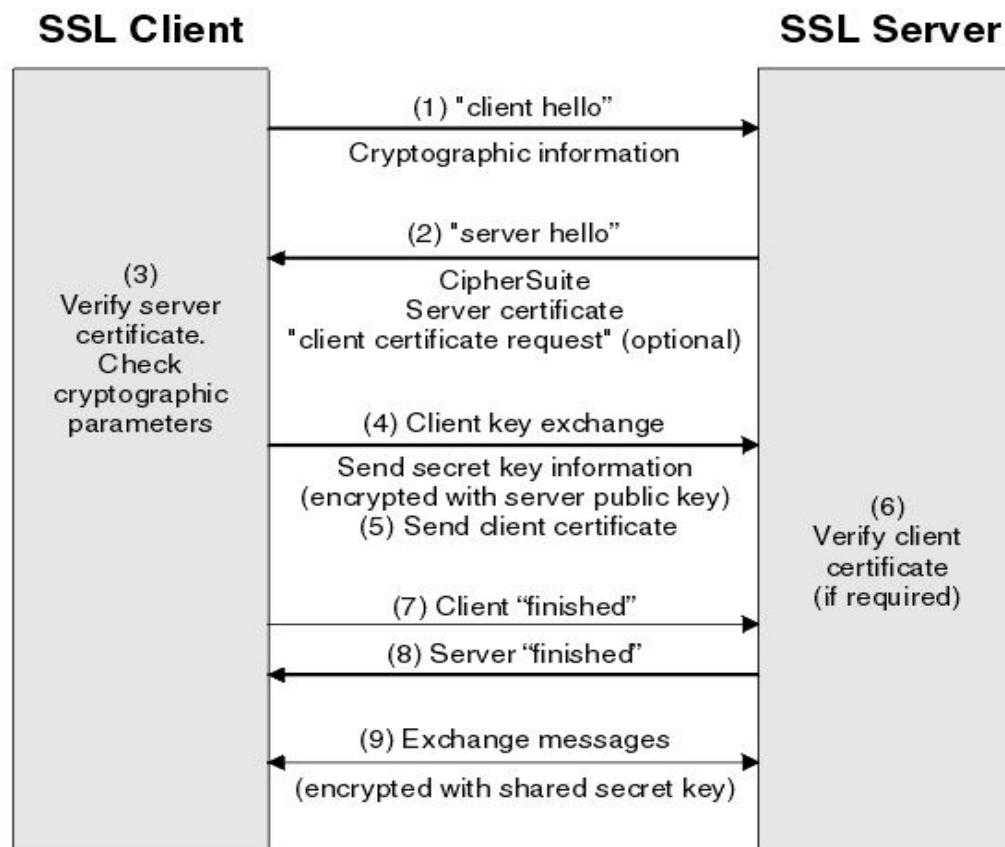 SSL Client
SSL Server
(1) "client hello”
Cryptographic information
(2) "server hello”
CipherSuite
Server certificate
"client certificate request" (optional)
(3)
Verify server
certificate.
Check
cryptographic
parameters
(4) Client key exchange
Send secret key information
(encrypted with server public key)
(5) Send client certificate
(6)
Verify client
certificate
(if required)
(7) Client “finished”
(8) Server “finished”
(9) Exchange messages
(encrypted with shared secret key)